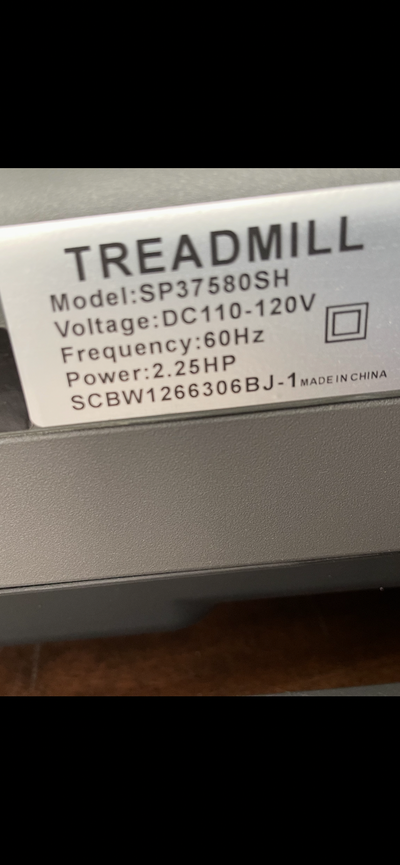 TREADMILL
Model:SP37580SH
Voltage:DC110-120V
Frequency:60Hz
Power:2.25HP
SCBW1266306BJ-1 MADE IN CHINA